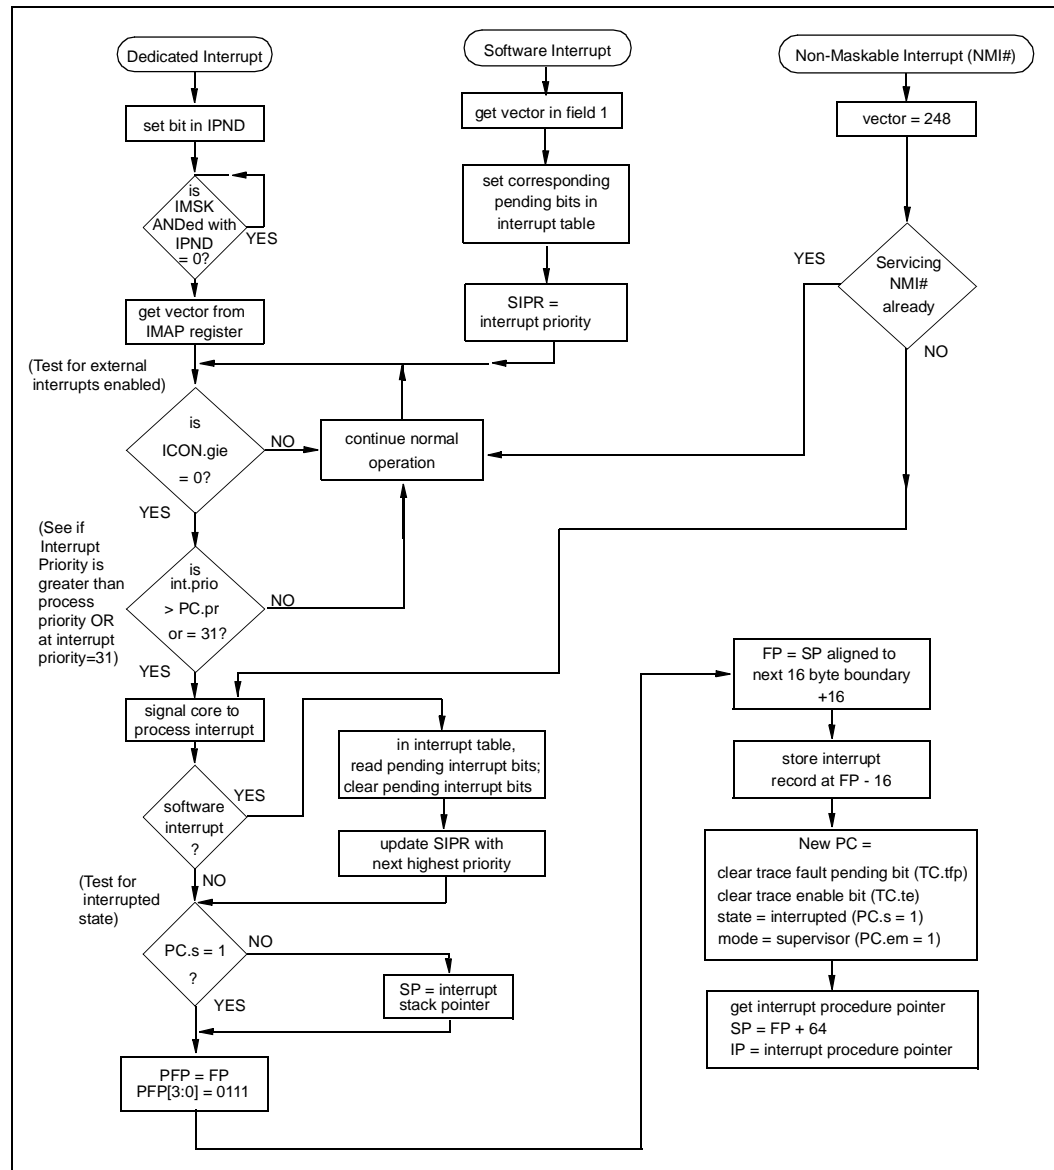 Dedicated Interrupt
set bit in IPND
is
IMSK
ANDed with
IPND
= 0?
YES
get vector from
IMAP register
(Test for external
interrupts enabled)
is
ICON.gie
= 0?
NO
YES
(See if
Interrupt
Priority is
greater than
process
priority OR
at interrupt
priority=31)
is
int.prio
> PC.pr
or = 31?
NO
YES
signal core to
process interrupt
software
interrupt
?
YES
NO
(Test for
interrupted
state)
PC.s = 1
?
NO
YES
PFP = FP
PFP[3:0] = 0111
Software Interrupt
get vector in field 1
set corresponding
pending bits in
interrupt table
SIPR =
interrupt priority
continue normal
operation
in interrupt table,
read pending interrupt bits;
clear pending interrupt bits
update SIPR with
next highest priority
SP = interrupt
stack pointer
Non-Maskable Interrupt (NMI#)
vector = 248
Servicing
NMI#
already
YES
NO
FP = SP aligned to
next 16 byte boundary
+16
store interrupt
record at FP - 16
New PC =
clear trace fault pending bit (TC.tfp)
clear trace enable bit (TC.te)
state = interrupted (PC.s = 1)
mode = supervisor (PC.em = 1)
get interrupt procedure pointer
SP = FP + 64
IP = interrupt procedure pointer